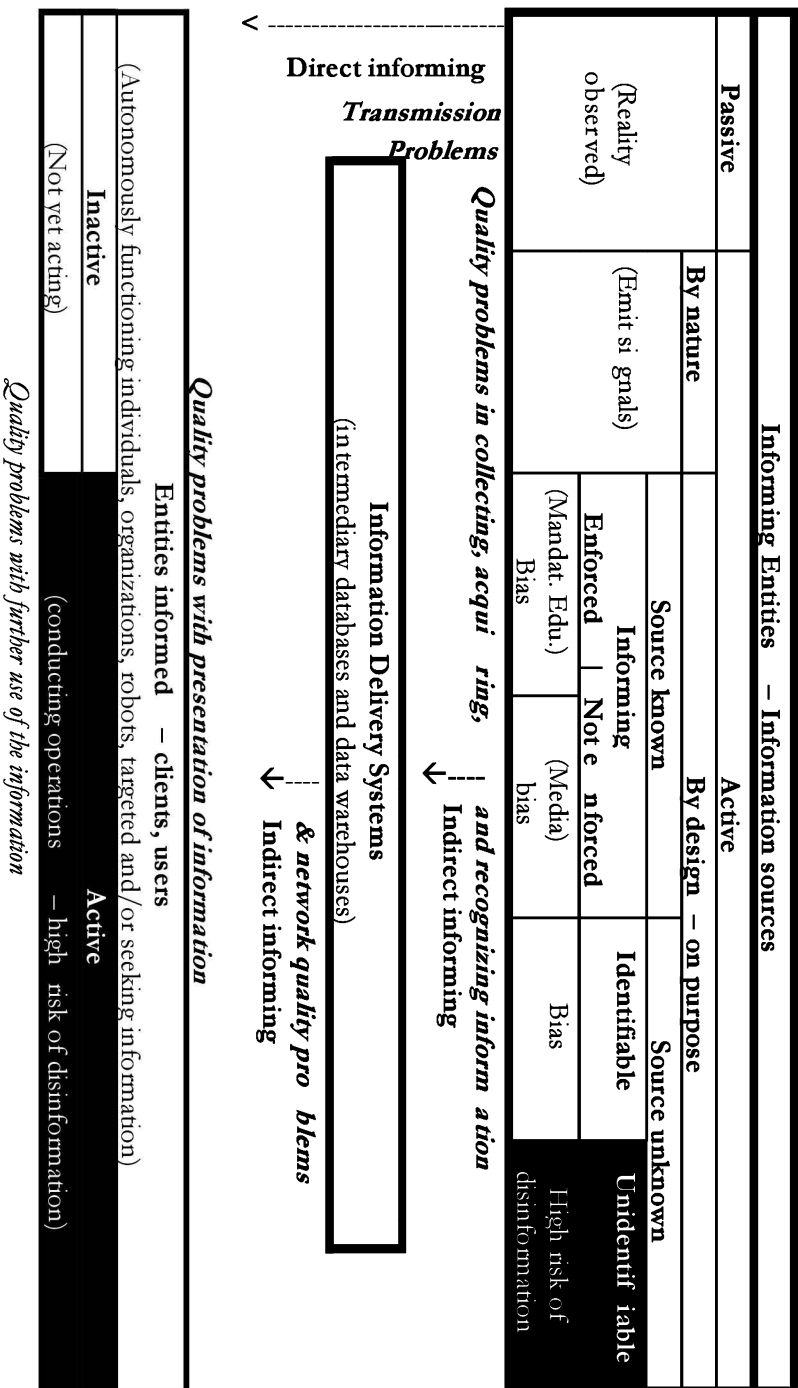 Informing Entities – Information sources
Passive
Active
By nature
By design – on purpose
Source known
Source unknown
Informing
Identifiable
Unidentif iable
Enforced | Not e nforced
(Reality
observed)
(Emit si gnals)
(Mandat. Edu.)
Bias
(Media)
bias
Bias
High risk of
disinformation
Direct informing
Transmission
Problems
Quality problems in collecting, acqui ring,
and recognizing inform ation
Indirect informing
Information Delivery Systems
(in termediary databases and data warehouses)
& network quality pro blems
Indirect informing
Quality problems with presentation of information
Entities informed – clients, users
(Autonomously functioning individuals, organizations, robots, targeted and/or seeking information)
Inactive
Active
(Not yet acting)
(conducting operations – high risk of disinformation)
Quality problems with further use of the information